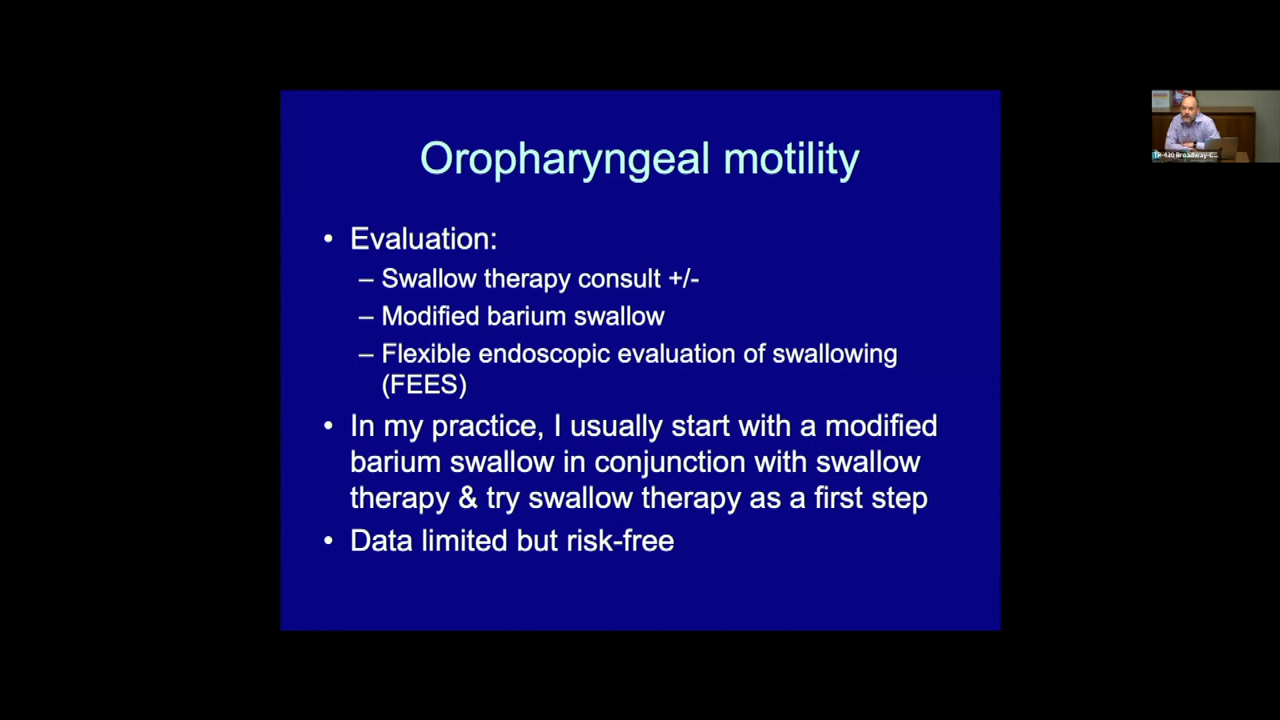 Oropharyngeal motility
• Evaluation:
– Swallow therapy consult +/-
– Modified barium swallow
– Flexible endoscopic evaluation of swallowing
(FEES)
• In my practice, I usually start with a modified
barium swallow in conjunction with swallow
therapy & try swallow therapy as a first step
• Data limited but risk-free